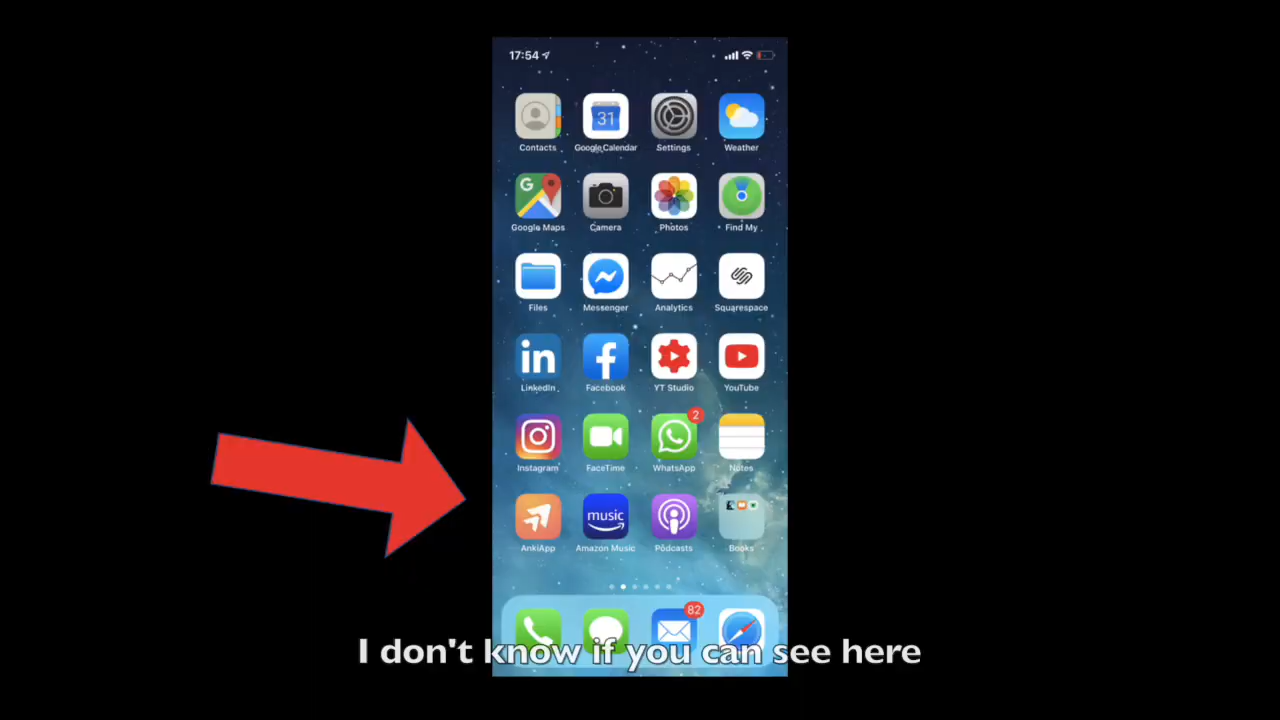 17:54
31
Contacts Google Calendar Settings Weather
G
Google Maps Camera Photos Find My
Files Messenger Analytics Squarespace
in f
LinkedIn Facebook YT Studio YouTube
2
Instagram FaceTime WhatsApp Notes
music
AnkiApp Amazon Music Podcasts Books
82
I don't know if you can see here